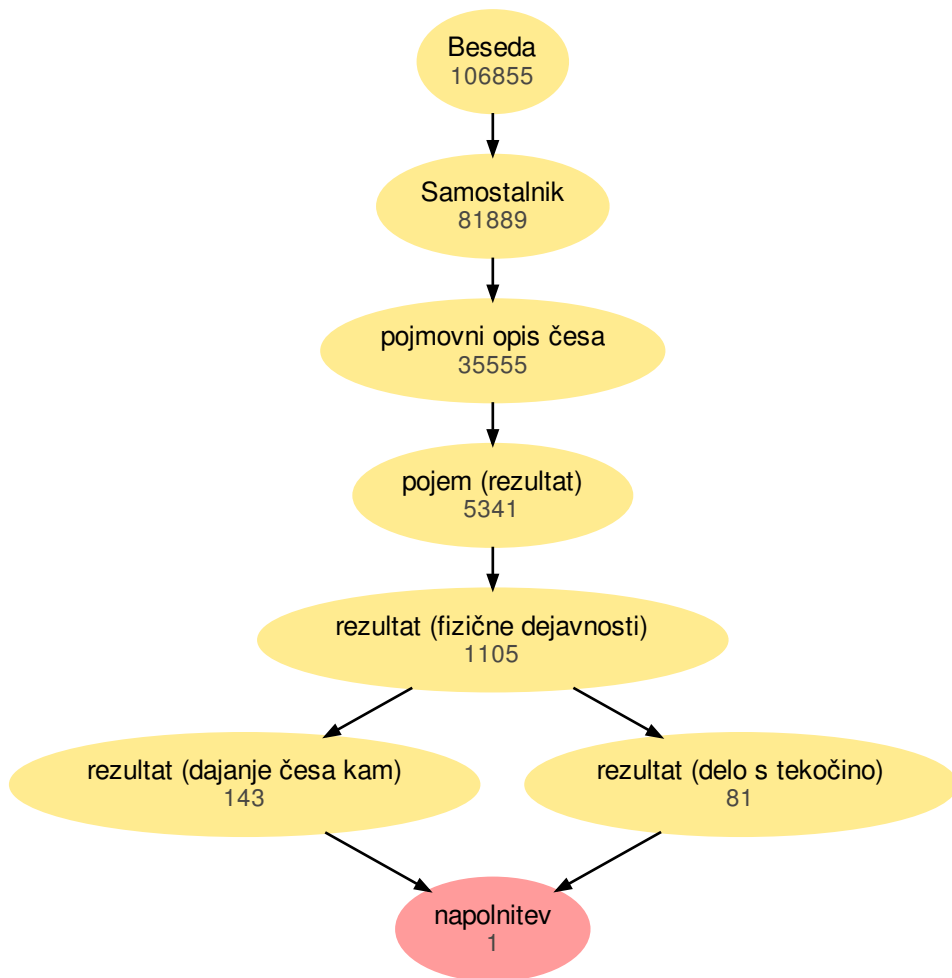 Beseda
106855
Samostalnik
81889
pojmovni opis česa
35555
pojem (rezultat)
5341
rezultat (fizične dejavnosti)
1105
rezultat (dajanje česa kam)
143
rezultat (delo s tekočino)
81
napolnitev
1